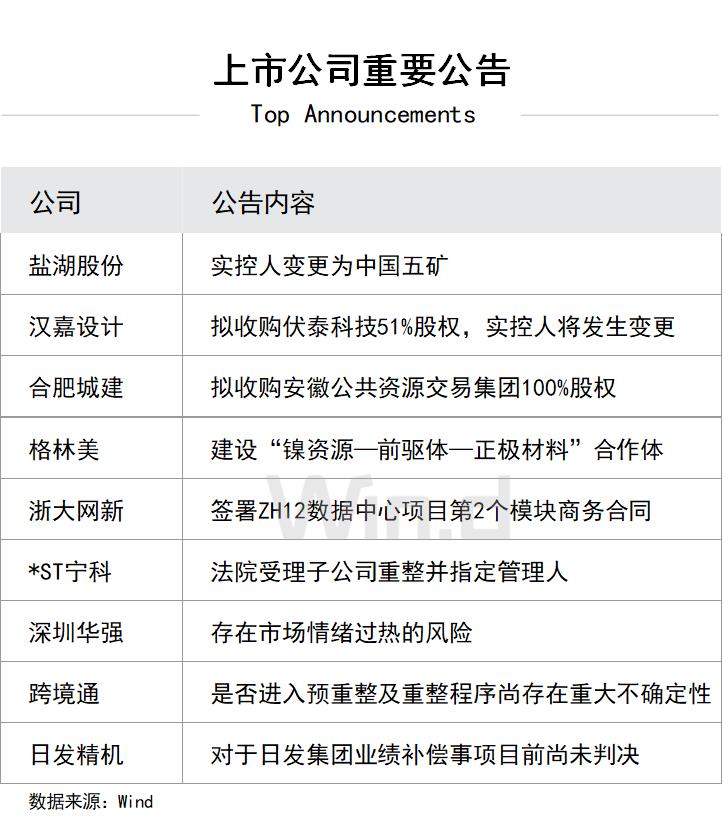 上市公司重要公告
Top Announcements
公司 公告内容
盐湖股份 实控人变更为中国五矿
汉嘉设计 拟收购伏泰科技51%股权，实控人将发生变更
合肥城建 拟收购安徽公共资源交易集团100%股权
格林美 建设“镍资源—前驱体—正极材料”合作体
浙大网新 签署ZH12数据中心项目第2个模块商务合同
*ST宁科 法院受理子公司重整并指定管理人
深圳华强 存在市场情绪过热的风险
跨境通 是否进入预重整及重整程序尚存在重大不确定性
日发精机 对于日发集团业绩补偿事项目前尚未判决
Win.d
数据来源：Wind